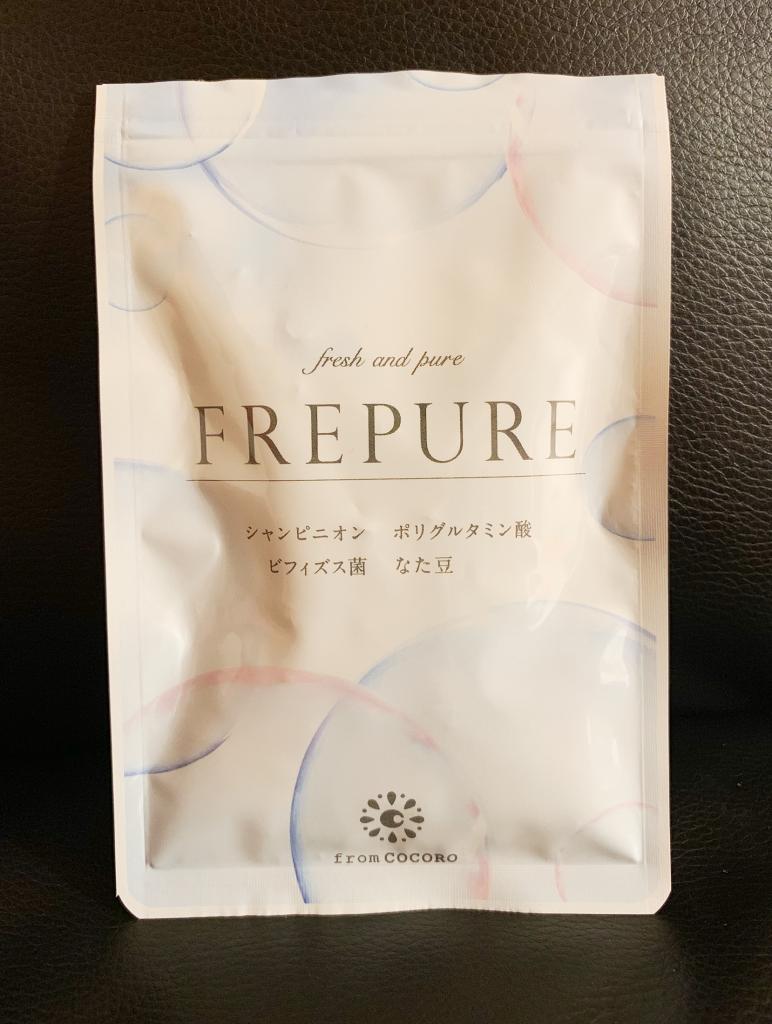 fresh and pure
FREPURE
シャンピニオン ポリグルタミン酸
ビフィズス菌 なた豆
from COCORO